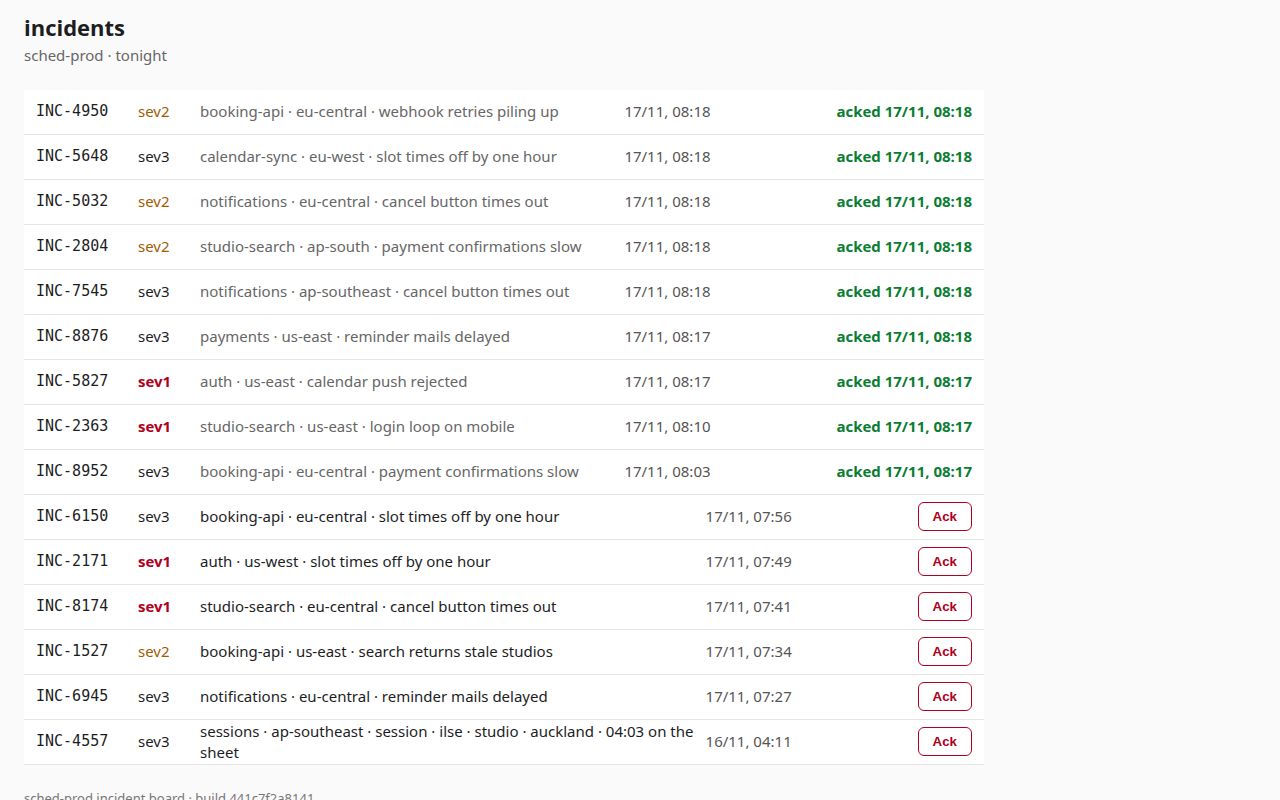 incidents
sched-prod · tonight
INC-4950 sev2 booking-api · eu-central · webhook retries piling up 17/11, 08:18 acked 17/11, 08:18
INC-5648 sev3 calendar-sync · eu-west · slot times off by one hour 17/11, 08:18 acked 17/11, 08:18
INC-5032 sev2 notifications · eu-central · cancel button times out 17/11, 08:18 acked 17/11, 08:18
INC-2804 sev2 studio-search · ap-south · payment confirmations slow 17/11, 08:18 acked 17/11, 08:18
INC-7545 sev3 notifications · ap-southeast · cancel button times out 17/11, 08:18 acked 17/11, 08:18
INC-8876 sev3 payments · us-east · reminder mails delayed 17/11, 08:17 acked 17/11, 08:18
INC-5827 sev1 auth · us-east · calendar push rejected 17/11, 08:17 acked 17/11, 08:17
INC-2363 sev1 studio-search · us-east · login loop on mobile 17/11, 08:10 acked 17/11, 08:17
INC-8952 sev3 booking-api · eu-central · payment confirmations slow 17/11, 08:03 acked 17/11, 08:17
INC-6150 sev3 booking-api · eu-central · slot times off by one hour 17/11, 07:56 Ack
INC-2171 sev1 auth · us-west · slot times off by one hour 17/11, 07:49 Ack
INC-8174 sev1 studio-search · eu-central · cancel button times out 17/11, 07:41 Ack
INC-1527 sev2 booking-api · us-east · search returns stale studios 17/11, 07:34 Ack
INC-6945 sev3 notifications · eu-central · reminder mails delayed 17/11, 07:27 Ack
INC-4557 sev3 sessions · ap-southeast · session · ilse · studio · auckland · 04:03 on the 16/11, 04:11 Ack
sheet
sched-prod incident board · build 441c7f2a8141